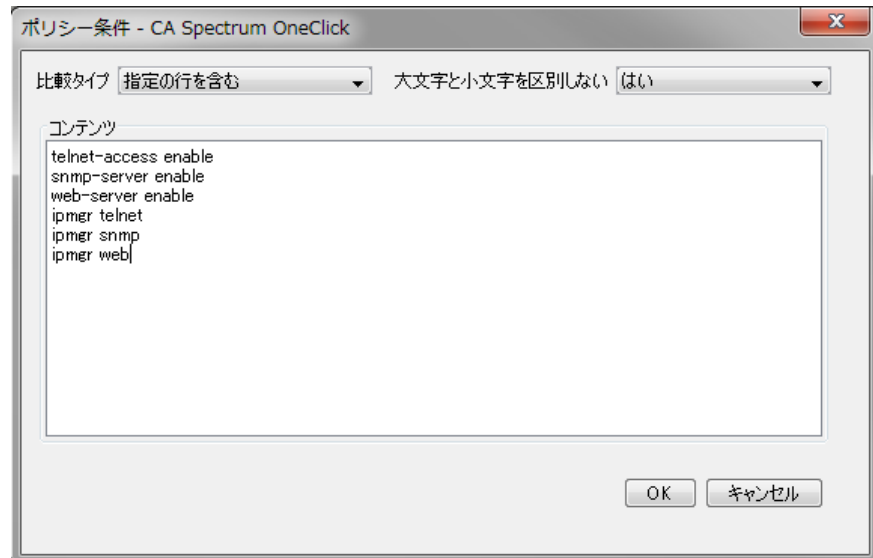 ポリシー条件 - CA Spectrum OneClick
比較タイプ 指定の行を含む 大文字と小文字を区別しない はい
コンテンツ
telnet-access enable
snmp-server enable
web-server enable
ipmgr telnet
ipmgr snmp
ipmgr web
OK キャンセル